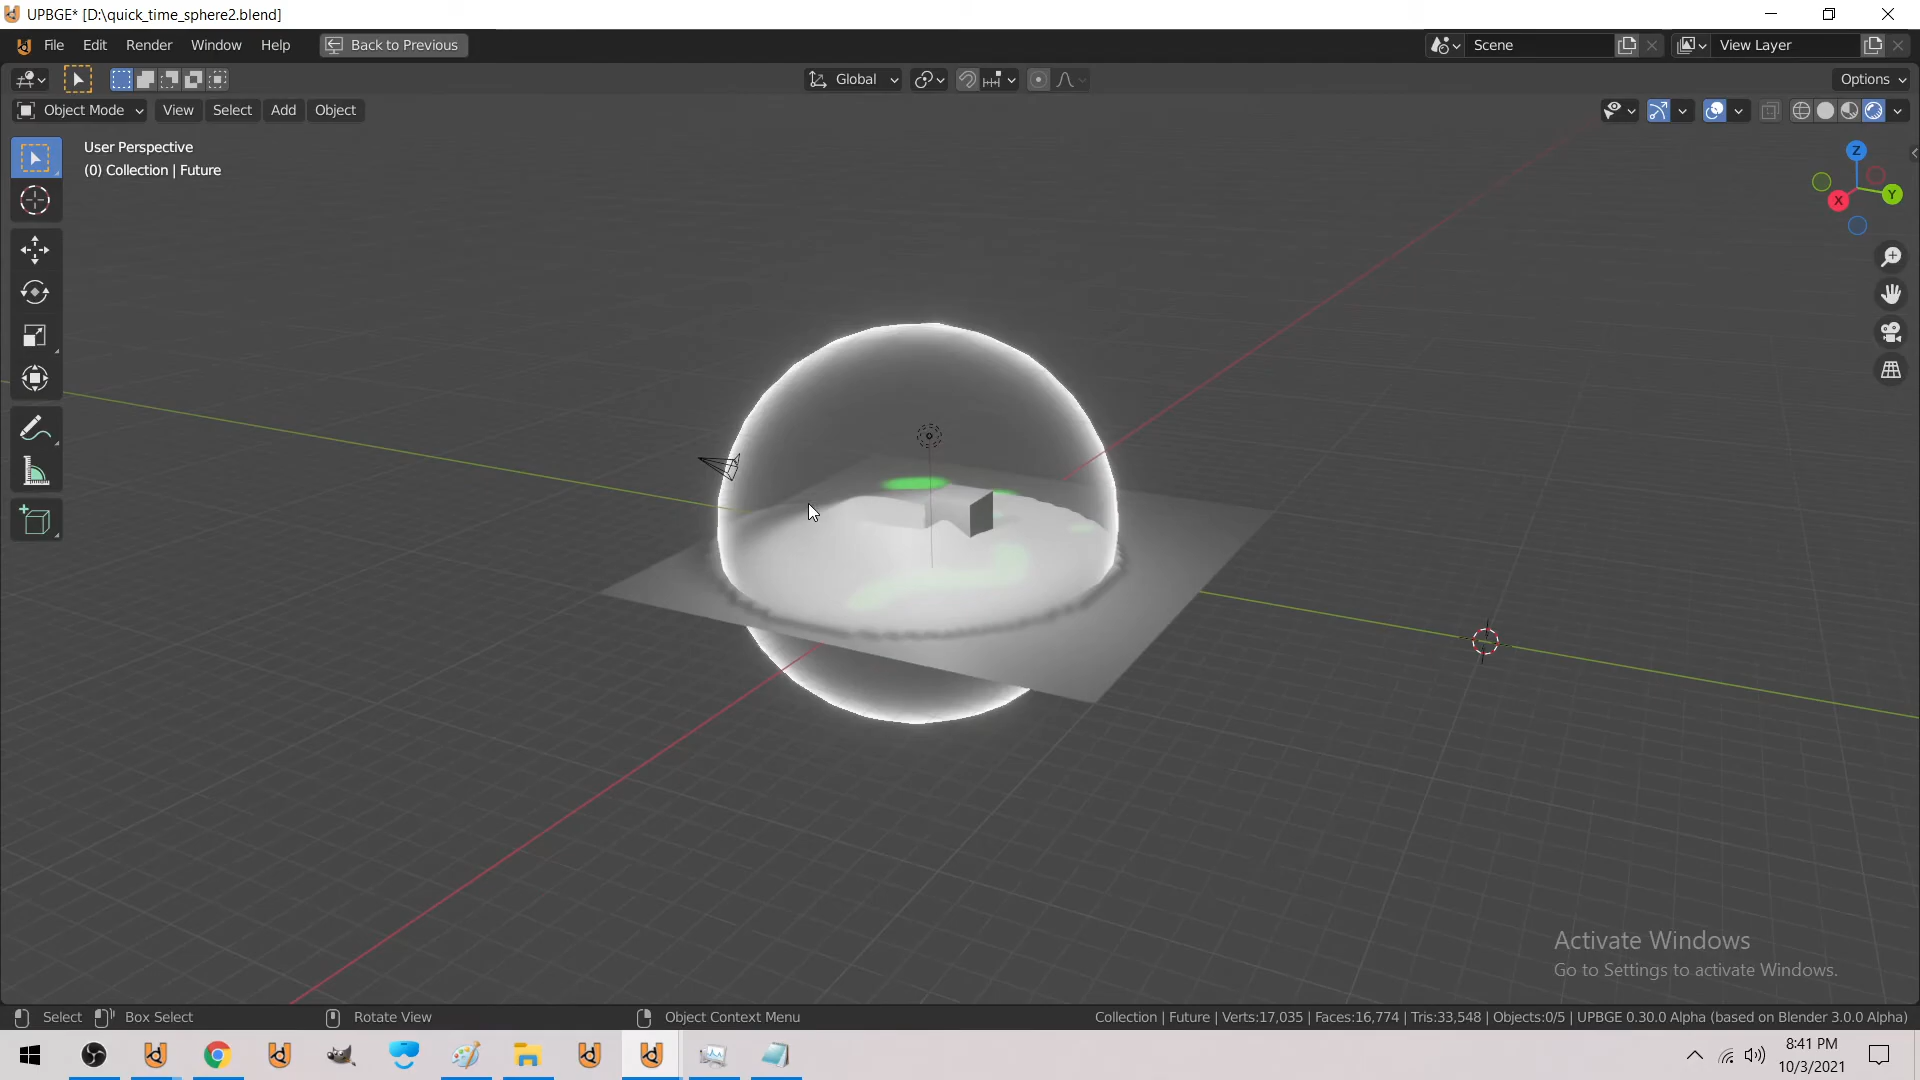 UPBGE* [D:\quick_time_sphere2.blend]
File Edit Render Window Help Back to Previous Scene View Layer
Global Options
Object Mode View Select Add Object
User Perspective
(0) Collection | Future
Z
Y
X
Activate Windows
Go to Settings to activate Windows.
Select Box Select Rotate View Object Context Menu Collection | Future | Verts:17,035 | Faces:16,774 | Tris:33,548 | Objects:0/5 | UPBGE 0.30.0 Alpha (based on Blender 3.0.0 Alpha)
8:41 PM
10/3/2021